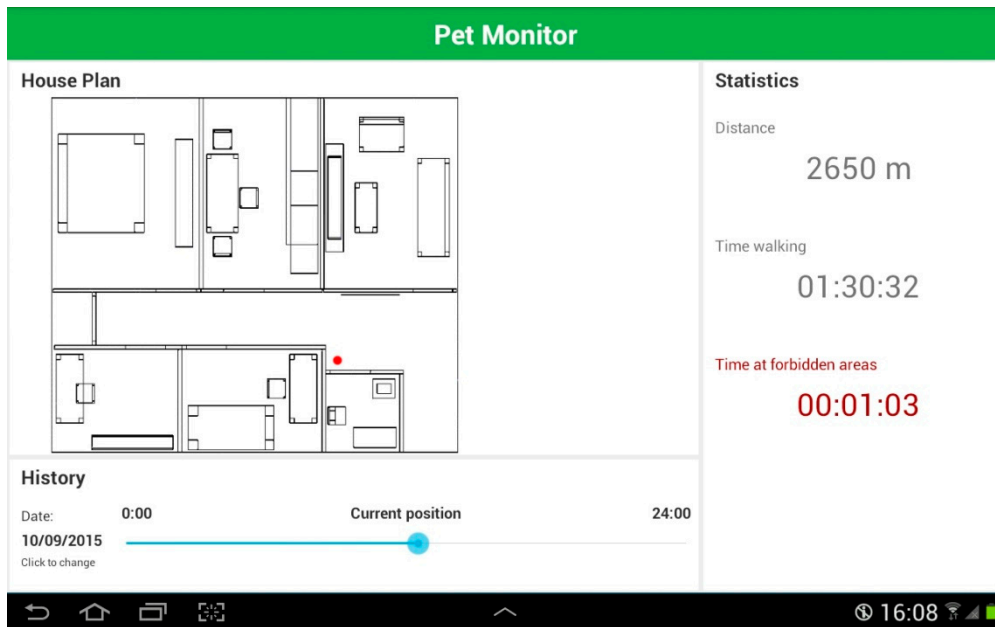 Pet Monitor
House Plan
Statistics
Distance
2650 m
Time walking
01:30:32
Time at forbidden areas
00:01:03
History
Date:
0:00 Current position 24:00
10/09/2015
Click to change
16:08